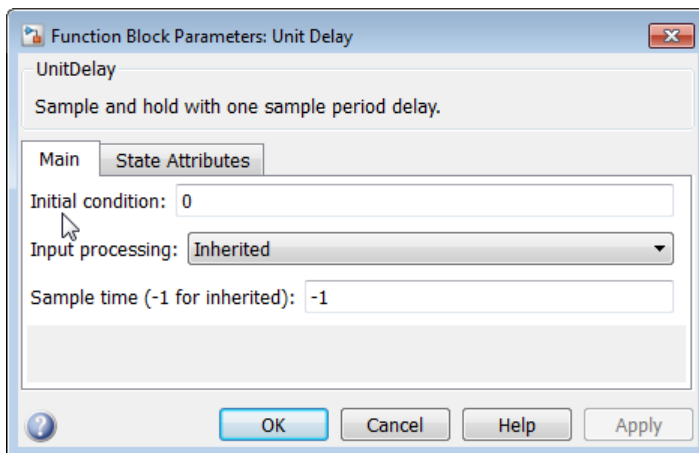 Function Block Parameters: Unit Delay
UnitDelay
Sample and hold with one sample period delay.
Main State Attributes
Initial condition: 0
Input processing: Inherited
Sample time (-1 for inherited): -1
? OK Cancel Help Apply